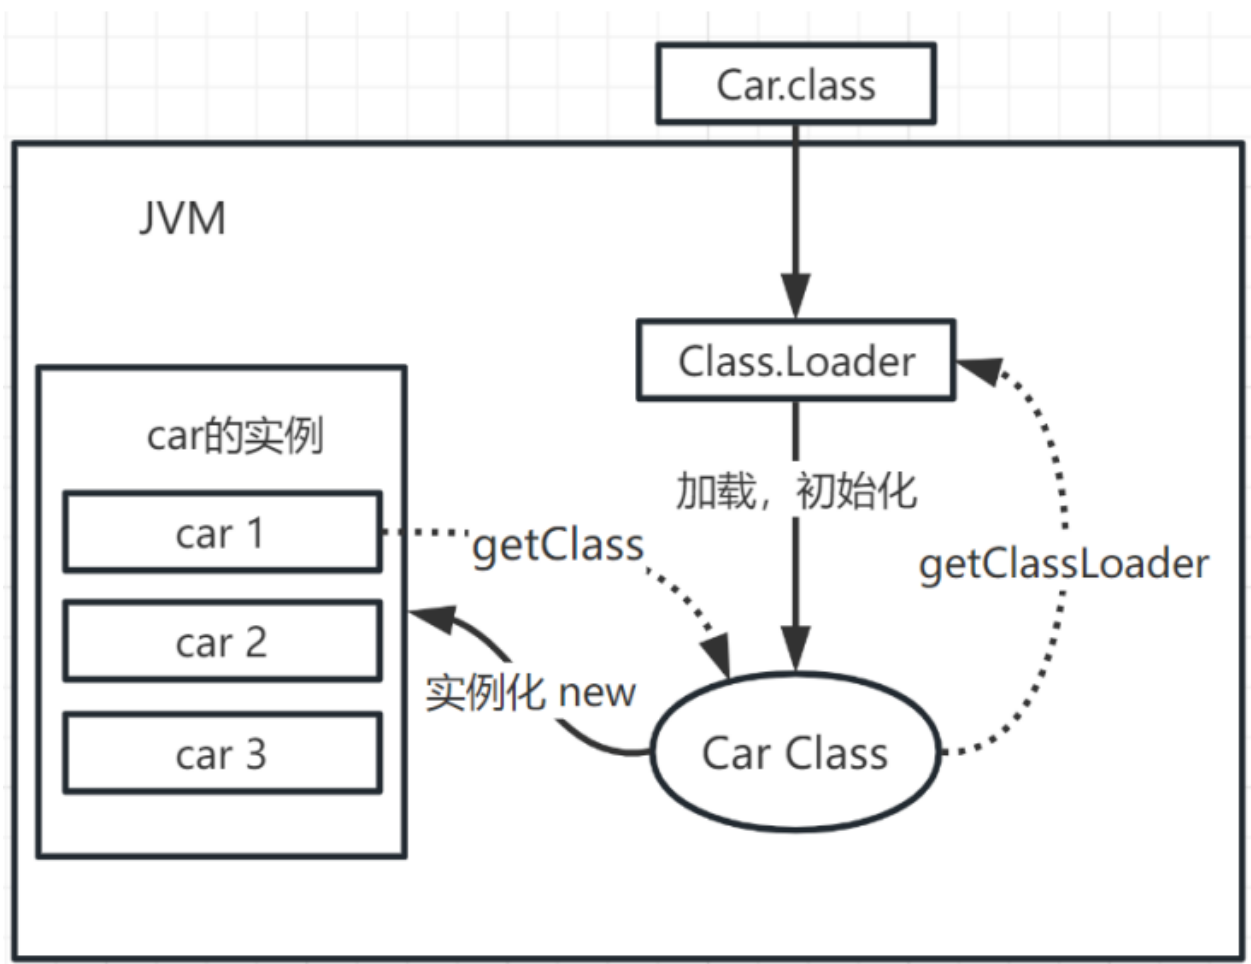 Car.class
JVM
Class.Loader
car的实例
加载，初始化
car 1
getClass
getClassLoader
car 2
实例化 new
car 3
Car Class